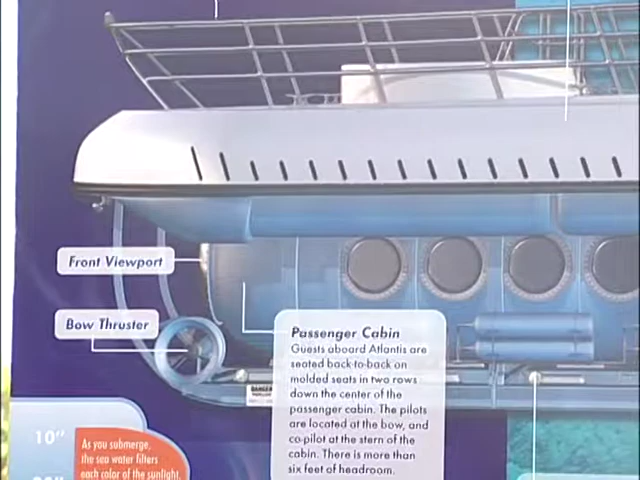 Front Viewport
Bow Thruster
Passenger Cabin
Guests aboard Atlantis are
seated back-to-back on
molded seats in two rows
down the center of the
passenger cabin. The pilots
are located at the bow, and
co-pilot at the stern of the
cabin. There is more than
six feet of headroom.
DANGER
10"
As you submerge,
the sea water filters
each color of the sunlight,